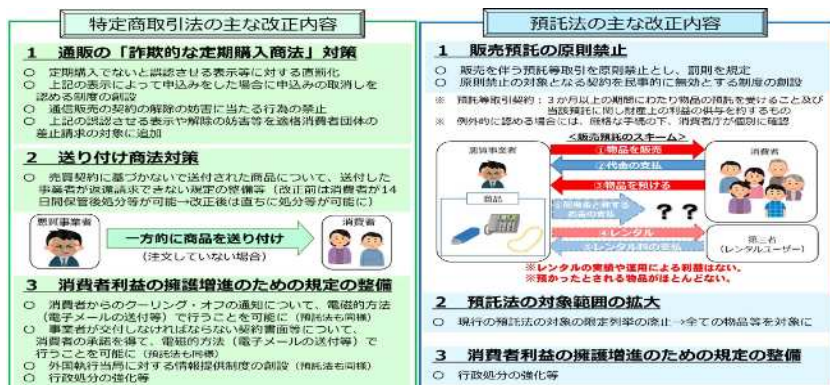 特定商取引法の主な改正内容
1 通販の「詐欺的な定期購入商法」対策
○ 定期購入でないと誤認させる表示等に対する直罰化
○ 上記の表示によって申込みをした場合に申込みの取消しを
認める制度の創設
○ 通信販売の契約の解除の妨害に当たる行為の禁止
○ 上記の誤認させる表示や解除の妨害等を適格消費者団体の
差止請求の対象に追加
2 送り付け商法対策
○ 売買契約に基づかないで送付された商品について、送付した
事業者が返還請求できない規定の整備等(改正前は消費者が14
日間保管後処分等が可能→改正後は直ちに処分等が可能に)
悪質事業者
消費者
一方的に商品を送り付け
(注文していない場合)
3 消費者利益の擁護増進のための規定の整備
○ 消費者からのクーリング・オフの通知について、電磁的方法
(電子メールの送付等)で行うことを可能に(預託法も同様)
○ 事業者が交付しなければならない契約書面等について、
消費者の承諾を得て、電磁的方法(電子メールの送付等)で
行うことを可能に(預託法も同様)
○ 外国執行当局に対する情報提供制度の創設(預託法も同様)
○ 行政処分の強化等
預託法の主な改正内容
1 販売預託の原則禁止
○ 販売を伴う預託等取引を原則禁止とし、罰則を規定
○ 原則禁止の対象となる契約を民事的に無効とする制度の創設
※ 預託等取引契約:3か月以上の期間にわたり物品の預託を受けること及び
当該預託に関し財産上の利益の供与を約するもの
※ 例外的に認める場合には、厳格な手続の下、消費者庁が個別に確認
<販売預託のスキーム>
悪質事業者
①物品を販売
消費者
②代金の支払
③物品を預ける
商品
??
④レンタル
⑤レンタル料の支払
第三者
(レンタルユーザー)
※レンタルの実績や運用による利益はない。
※預かったとされる物品がほとんどない。
2 預託法の対象範囲の拡大
○ 現行の預託法の対象の限定列挙の廃止→全ての物品等を対象に
3 消費者利益の擁護増進のための規定の整備
○ 行政処分の強化等